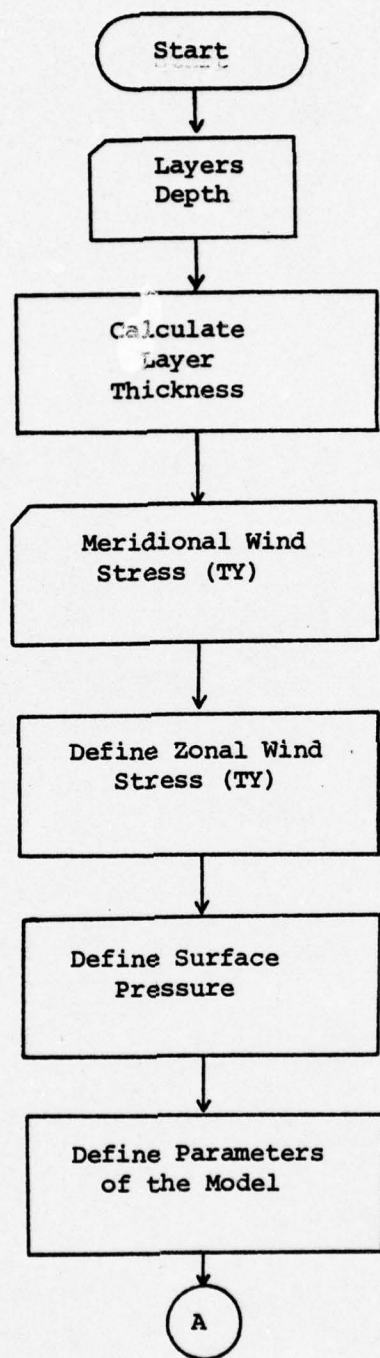 Start
Layers
Depth
Calculate
Layer
Thickness
Meridional Wind
Stress (TY)
Define Zonal Wind
Stress (TY)
Define Surface
Pressure
Define Parameters
of the Model
A